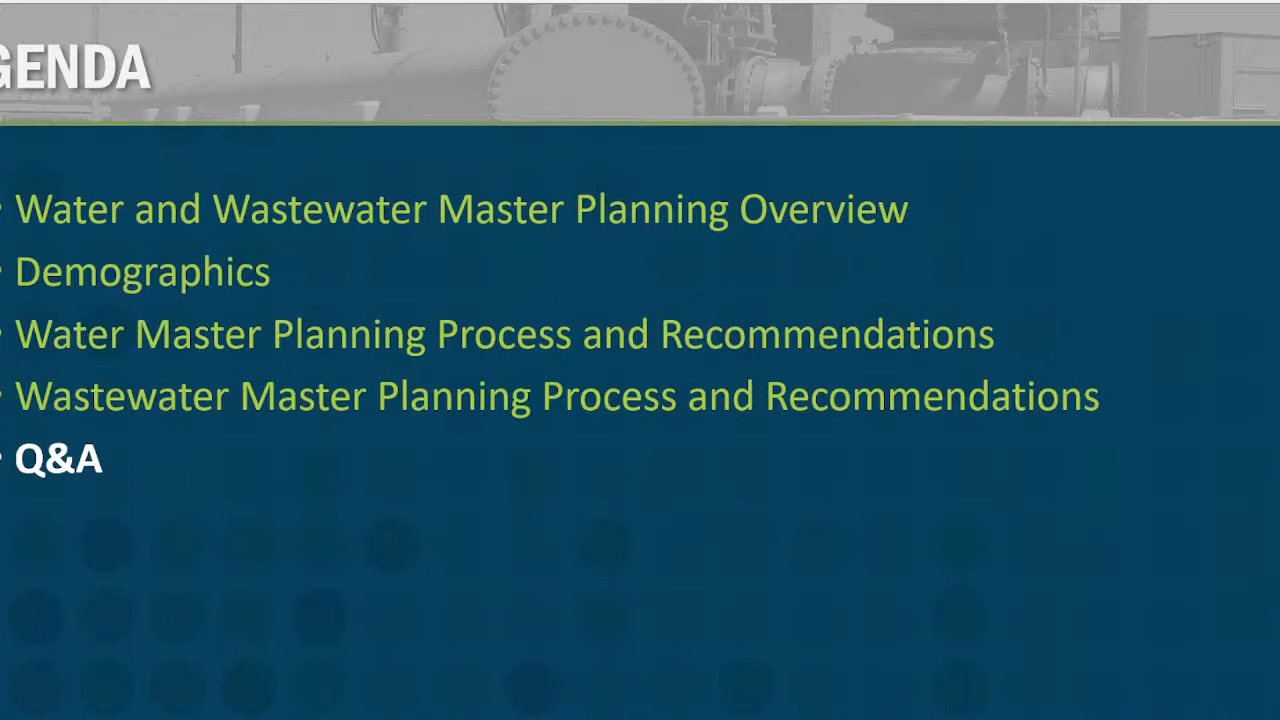 GENDA
• Water and Wastewater Master Planning Overview
• Demographics
• Water Master Planning Process and Recommendations
• Wastewater Master Planning Process and Recommendations
• Q&A